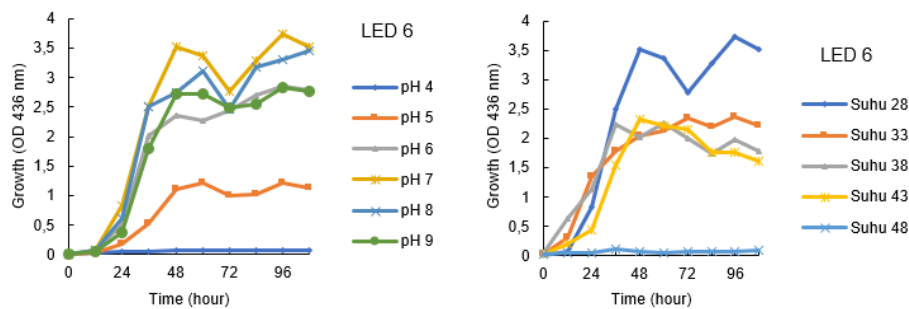 LED 6
Growth (OD 436 nm)
4
3,5
3
2,5
2
1,5
1
0,5
0
0 24 48 72 96
Time (hour)
pH 4
pH 5
pH 6
pH 7
pH 8
pH 9
LED 6
Growth (OD 436 nm)
4
3,5
3
2,5
2
1,5
1
0,5
0
0 24 48 72 96
Time (hour)
Suhu 28
Suhu 33
Suhu 38
Suhu 43
Suhu 48